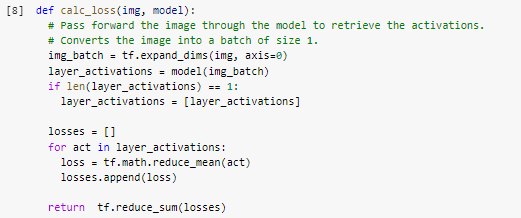 [8] def calc_loss(img, model):
# Pass forward the image through the model to retrieve the activations.
# Converts the image into a batch of size 1.
img_batch = tf.expand_dims(img, axis=0)
layer_activations = model(img_batch)
if len(layer_activations) == 1:
layer_activations = [layer_activations]
losses = []
for act in layer_activations:
loss = tf.math.reduce_mean(act)
losses.append(loss)
return  tf.reduce_sum(losses)